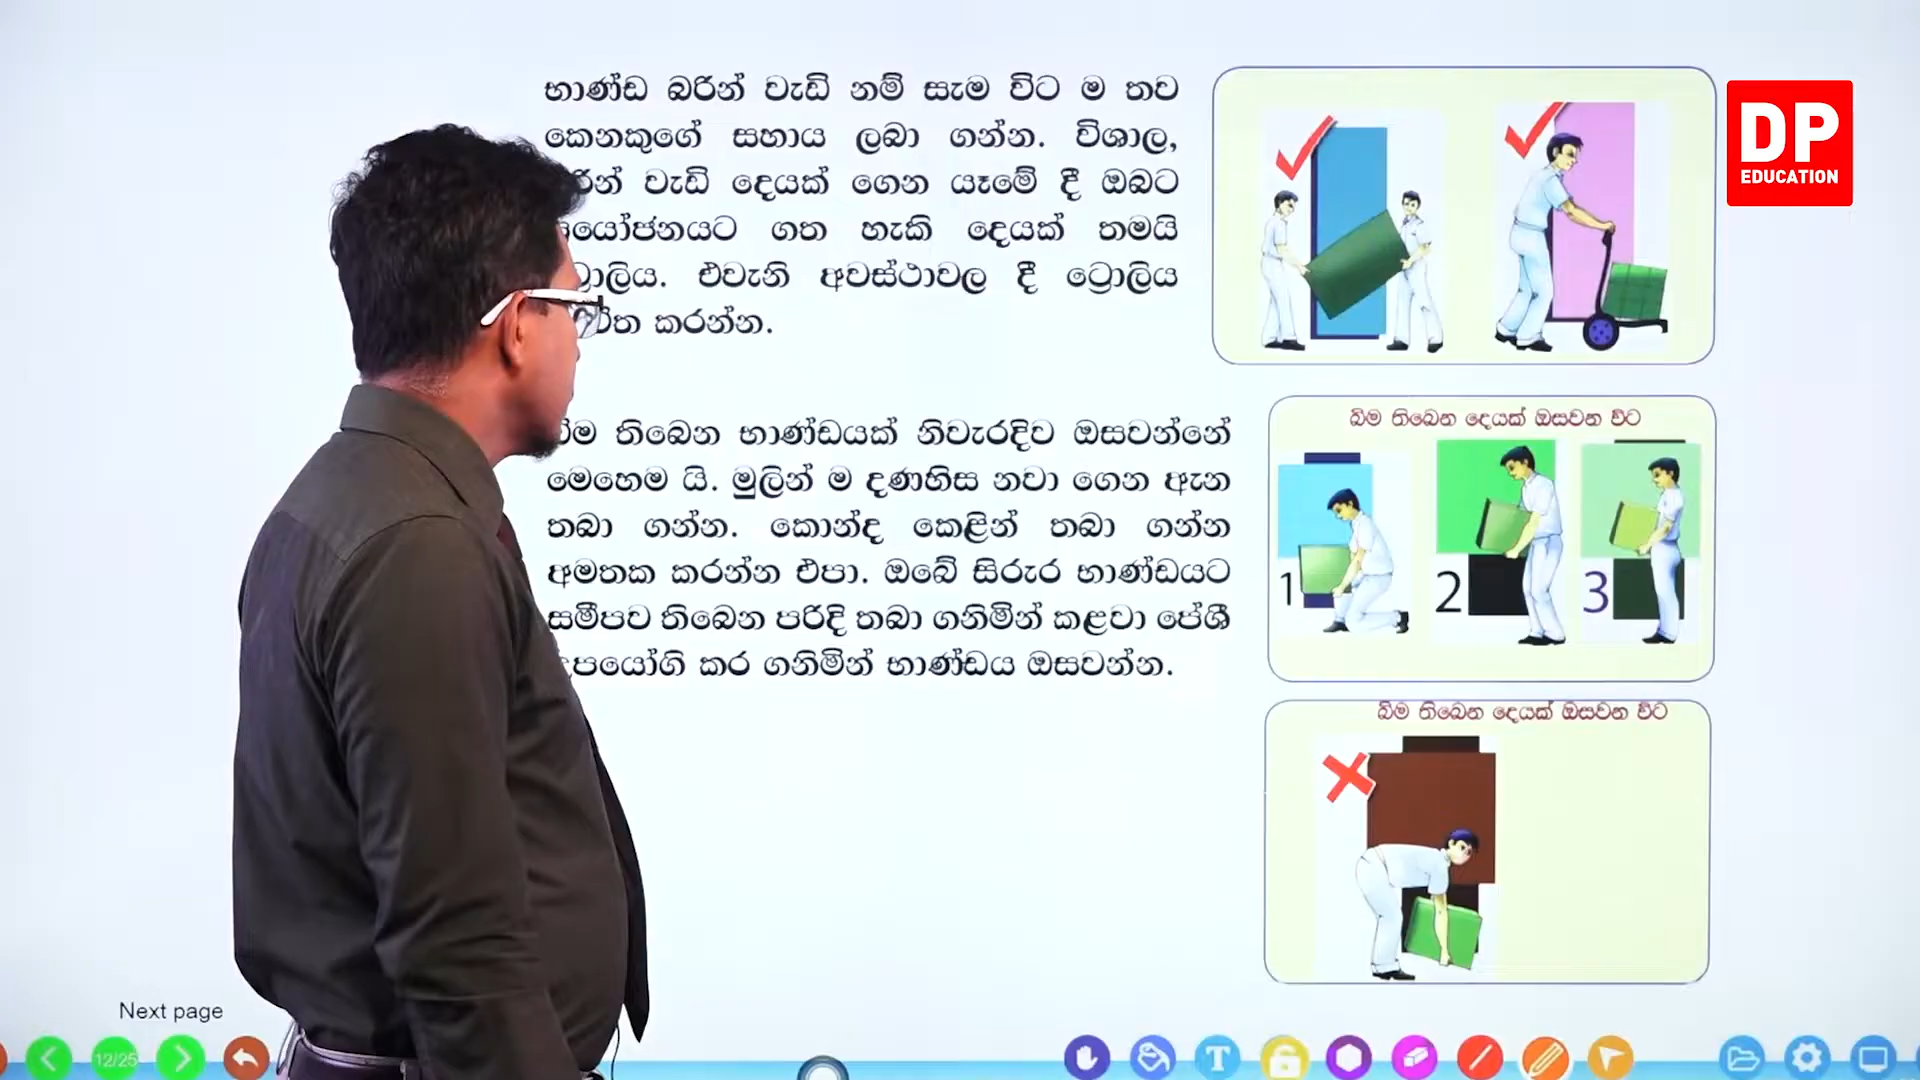 භාණ්ඩ බරින් වැඩි නම් සැම විට ම තව
කෙනකුගේ සහාය ලබා ගන්න. විශාල,
වැඩි දෙයක් ගෙන යෑමේ දී ඔබට
ගත හැකි දෙයක් තමයි
එවැනි අවස්ථාවල දී ට්‍රොලිය
කරන්න.
තිබෙන භාණ්ඩයක් නිවැරදිව ඔසවන්නේ
මෙහෙම යි. මුලින් ම දණහිස නවා ගෙන ඇන
තබා ගන්න. කොන්ද කෙළින් තබා ගන්න
අමතක කරන්න එපා. ඔබේ සිරුර භාණ්ඩයට
සමීපව තිබෙන පරිදි තබා ගනිමින් කළවා පේශී
කර ගනිමින් භාණ්ඩය ඔසවන්න.
DP
EDUCATION
බිම තිබෙන දෙයක් ඔසවන විට
1
2
3
බිම තිබෙන දෙයක් ඔසවන විට
Next page
12/25
T